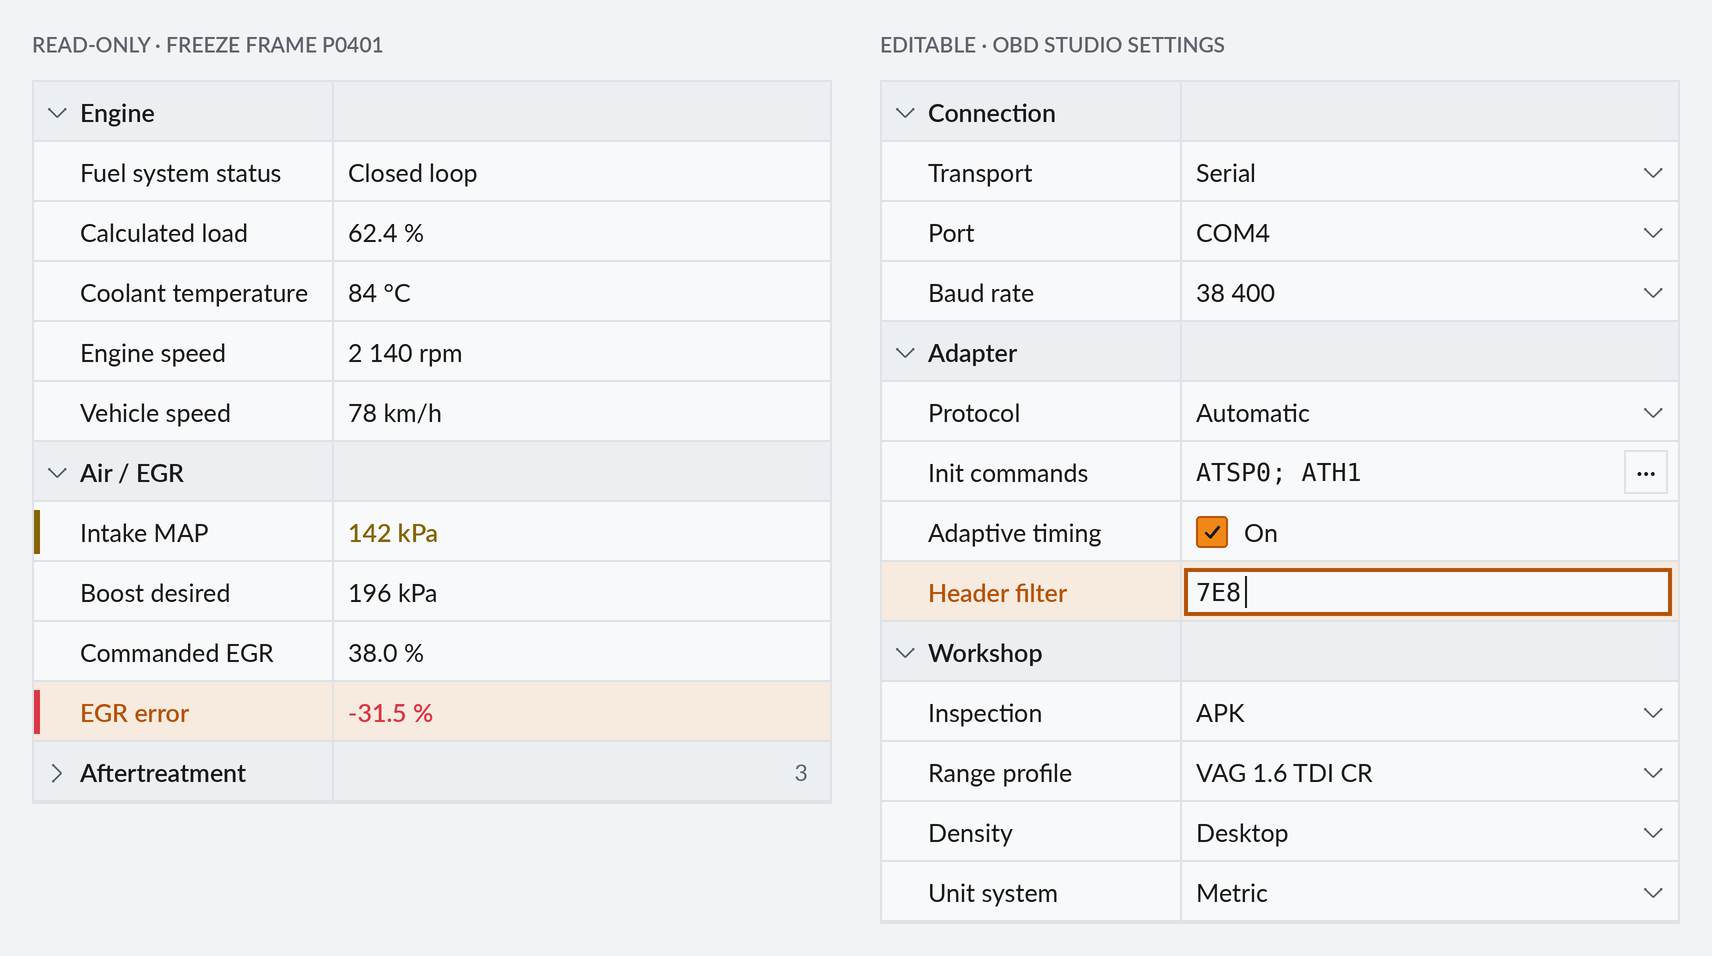 READ-ONLY · FREEZE FRAME P0401
Engine
Fuel system status Closed loop
Calculated load 62.4 %
Coolant temperature 84 °C
Engine speed 2 140 rpm
Vehicle speed 78 km/h
Air / EGR
Intake MAP 142 kPa
Boost desired 196 kPa
Commanded EGR 38.0 %
EGR error -31.5 %
Aftertreatment 3
EDITABLE · OBD STUDIO SETTINGS
Connection
Transport Serial
Port COM4
Baud rate 38 400
Adapter
Protocol Automatic
Init commands ATSP0; ATH1 ...
Adaptive timing On
Header filter 7E8
Workshop
Inspection APK
Range profile VAG 1.6 TDI CR
Density Desktop
Unit system Metric